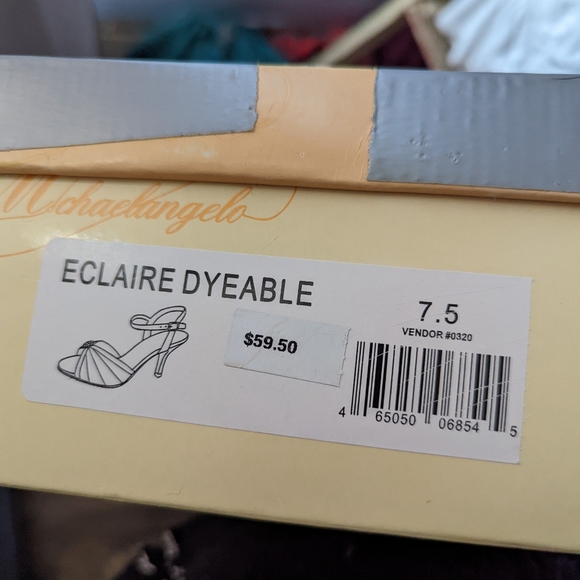 Michaelangelo
ECLAIRE DYEABLE
$59.50
7.5
VENDOR #0320
4 65050 06854 5